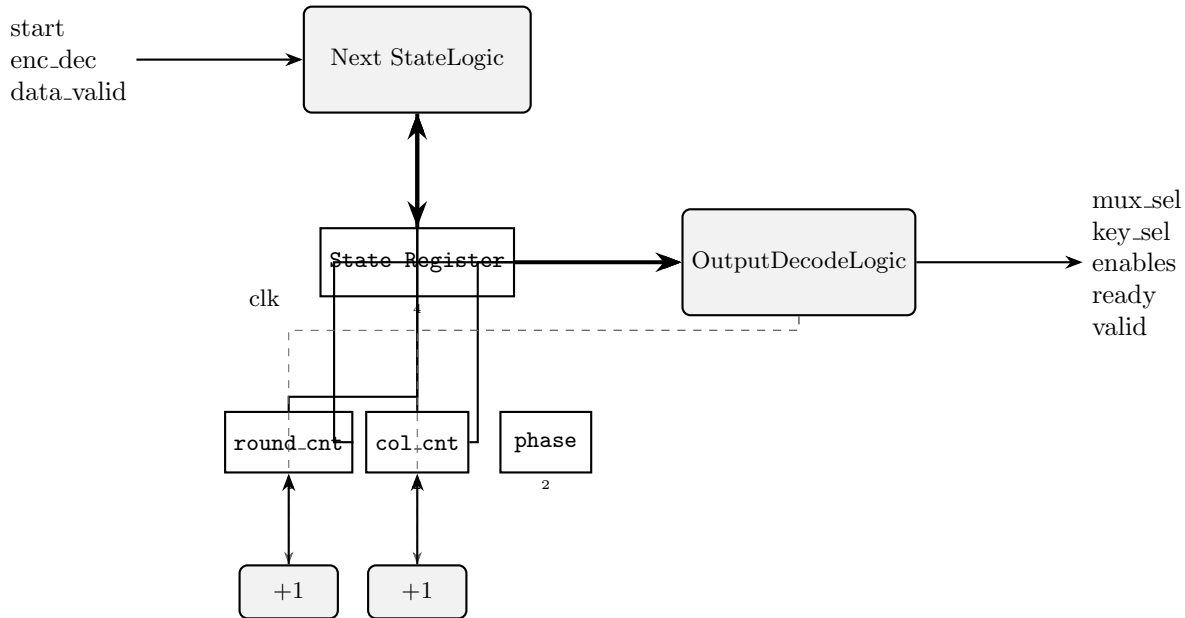 start
enc_dec
data_valid
Next StateLogic
State Register
4
clk
OutputDecodeLogic
mux_sel
key_sel
enables
ready
valid
round_cnt
col_cnt
phase
2
+1
+1